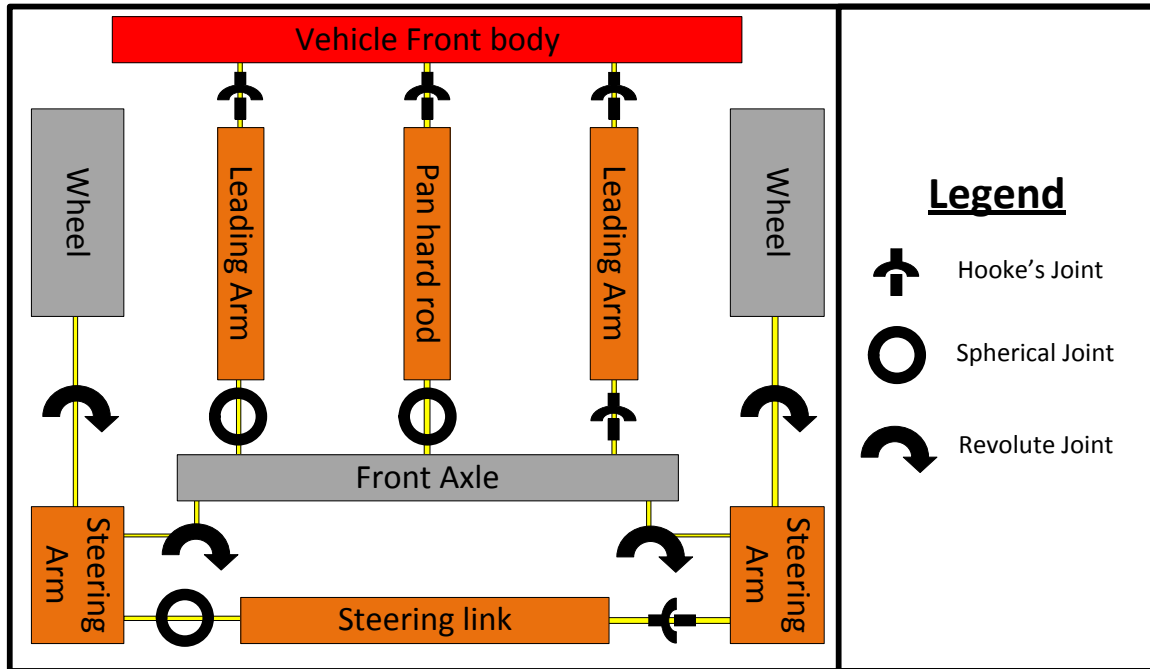 Vehicle Front body
Wheel
Leading Arm
Pan hard rod
Leading Arm
Wheel
Front Axle
Steering
Arm
Steering
Arm
Steering link
Legend
Hooke's Joint
Spherical Joint
Revolute Joint